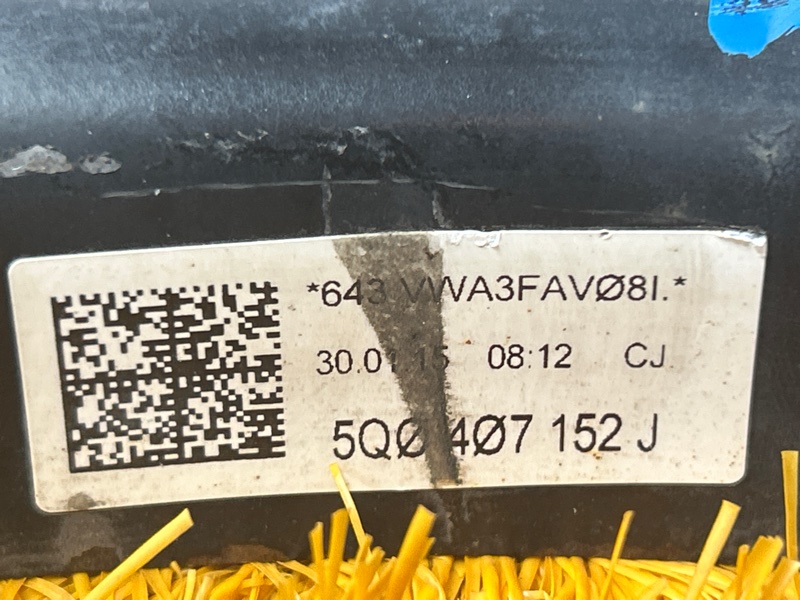 *643 VWA3FAVØ8I.*
30.01.15 08:12 CJ
5QØ 4Ø7 152 J